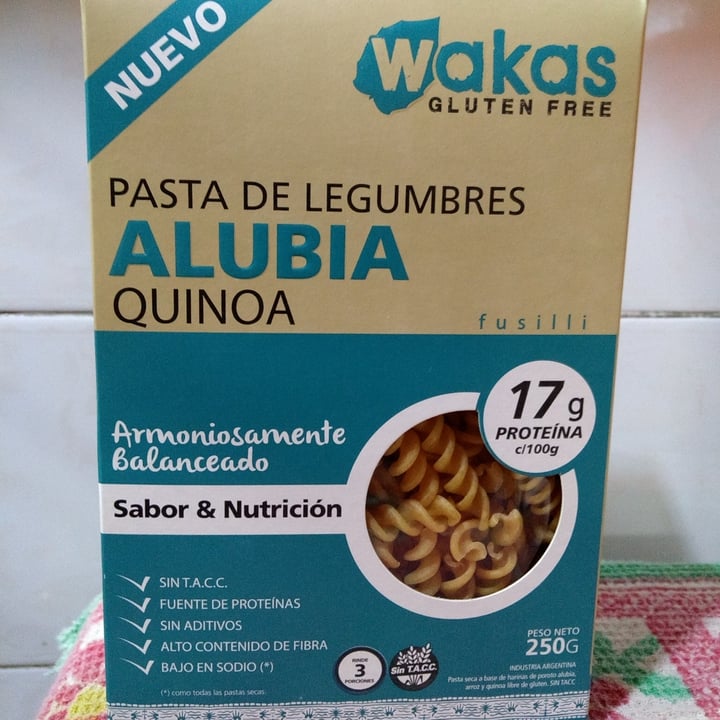 NUEVO
Wakas
GLUTEN FREE
PASTA DE LEGUMBRES
ALUBIA
QUINOA
fusilli
17g
PROTEÍNA
c/100g
Armoniosamente
Balanceado
Sabor & Nutrición
SIN T.A.C.C.
FUENTE DE PROTEÍNAS
SIN ADITIVOS
ALTO CONTENIDO DE FIBRA
BAJO EN SODIO (*)
(*) como todas las pastas secas.
RINDE
3
PORCIONES
Sin T.A.C.C.
PESO NETO
250G
INDUSTRIA ARGENTINA
Pasta seca a base de harinas de poroto alubia,
arroz y quinoa libre de gluten. SIN TACC